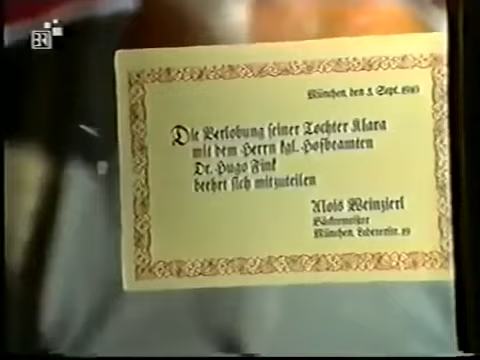 BR
München, den 5. Sept.
Die Verlobung seiner Tochter Klara
mit dem Herrn kgl. Hofbeamten
Dr. Hugo Fink
beehrt sich mitzuteilen
Alois Weinzierl
Bäckermeister
München,